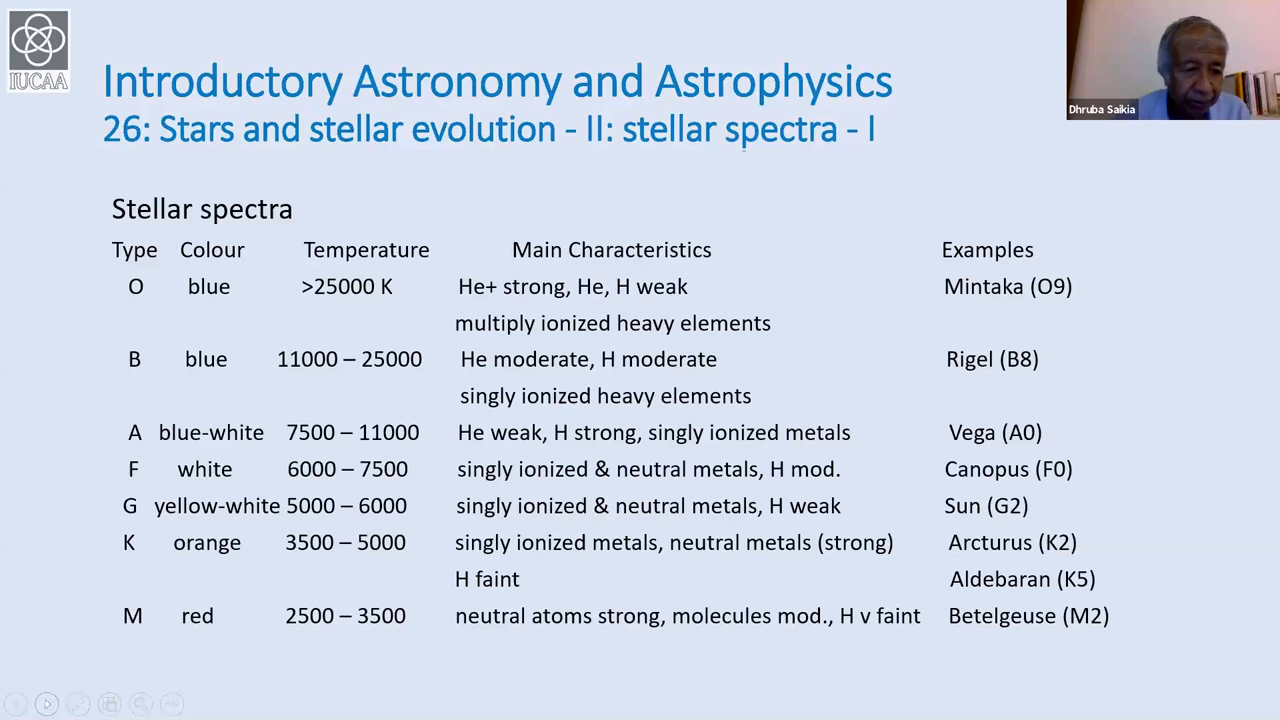 IUCAA
Dhruba Saikia
Introductory Astronomy and Astrophysics
26: Stars and stellar evolution - II: stellar spectra - I
Stellar spectra
Type Colour Temperature Main Characteristics Examples
O blue >25000 K He+ strong, He, H weak Mintaka (O9)
multiply ionized heavy elements
B blue 11000 – 25000 He moderate, H moderate Rigel (B8)
singly ionized heavy elements
A blue-white 7500 – 11000 He weak, H strong, singly ionized metals Vega (A0)
F white 6000 – 7500 singly ionized & neutral metals, H mod. Canopus (F0)
G yellow-white 5000 – 6000 singly ionized & neutral metals, H weak Sun (G2)
K orange 3500 – 5000 singly ionized metals, neutral metals (strong) Arcturus (K2)
H faint Aldebaran (K5)
M red 2500 – 3500 neutral atoms strong, molecules mod., H v faint Betelgeuse (M2)